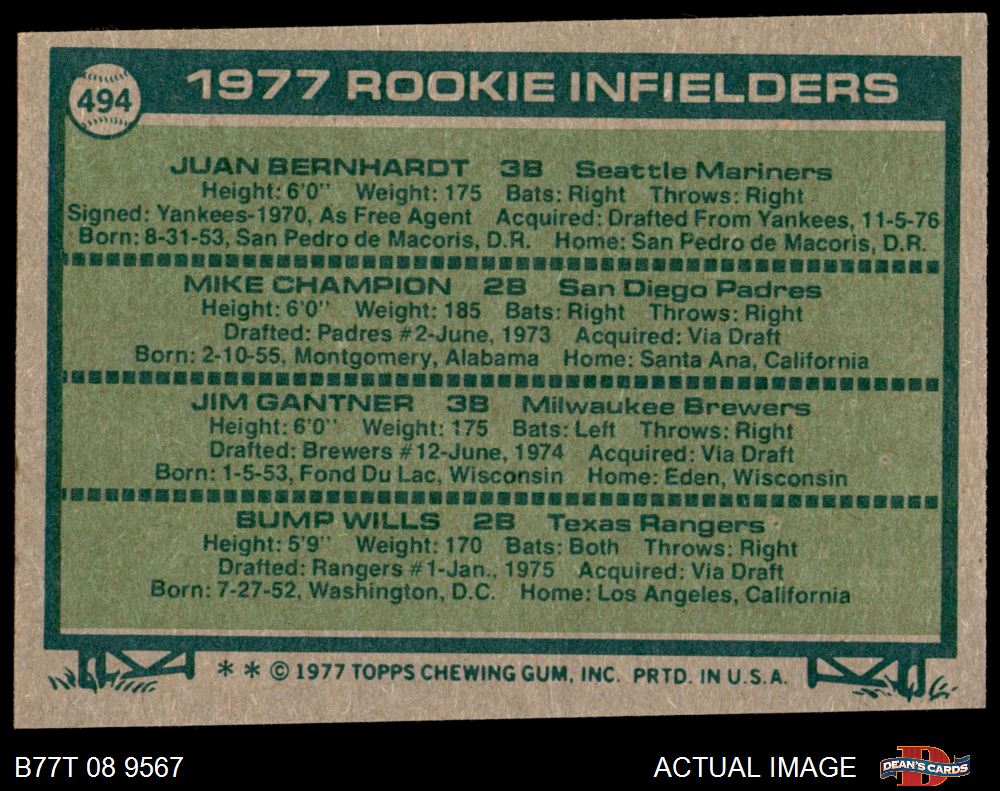 494
1977 ROOKIE INFIELDERS
JUAN BERNHARDT 3B Seattle Mariners
Height: 6'0" Weight: 175 Bats: Right Throws: Right
Signed: Yankees-1970, As Free Agent Acquired: Drafted From Yankees, 11-5-76
Born: 8-31-53, San Pedro de Macoris, D.R. Home: San Pedro de Macoris, D.R.
MIKE CHAMPION 2B San Diego Padres
Height: 6'0" Weight: 185 Bats: Right Throws: Right
Drafted: Padres #2-June, 1973 Acquired: Via Draft
Born: 2-10-55, Montgomery, Alabama Home: Santa Ana, California
JIM GANTNER 3B Milwaukee Brewers
Height: 6'0" Weight: 175 Bats: Left Throws: Right
Drafted: Brewers #12-June, 1974 Acquired: Via Draft
Born: 1-5-53, Fond Du Lac, Wisconsin Home: Eden, Wisconsin
BUMP WILLS 2B Texas Rangers
Height: 5'9" Weight: 170 Bats: Both Throws: Right
Drafted: Rangers #1-Jan., 1975 Acquired: Via Draft
Born: 7-27-52, Washington, D.C. Home: Los Angeles, California
* * © 1977 TOPPS CHEWING GUM, INC. PRTD. IN U.S.A.
B77T 08 9567 ACTUAL IMAGE
D
DEAN'S CARDS